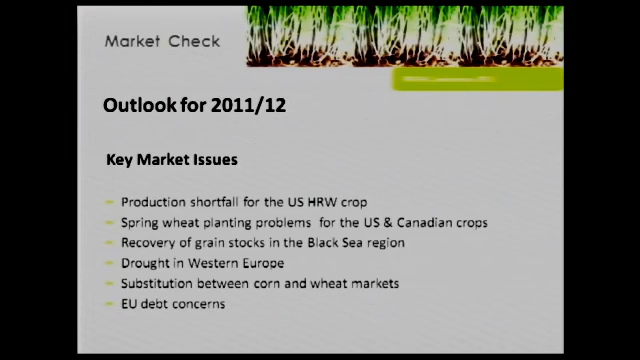 Market Check
Outlook for 2011/12
Key Market Issues
Production shortfall for the US HRW crop
Spring wheat planting problems for the US & Canadian crops
Recovery of grain stocks in the Black Sea region
Drought in Western Europe
Substitution between corn and wheat markets
EU debt concerns